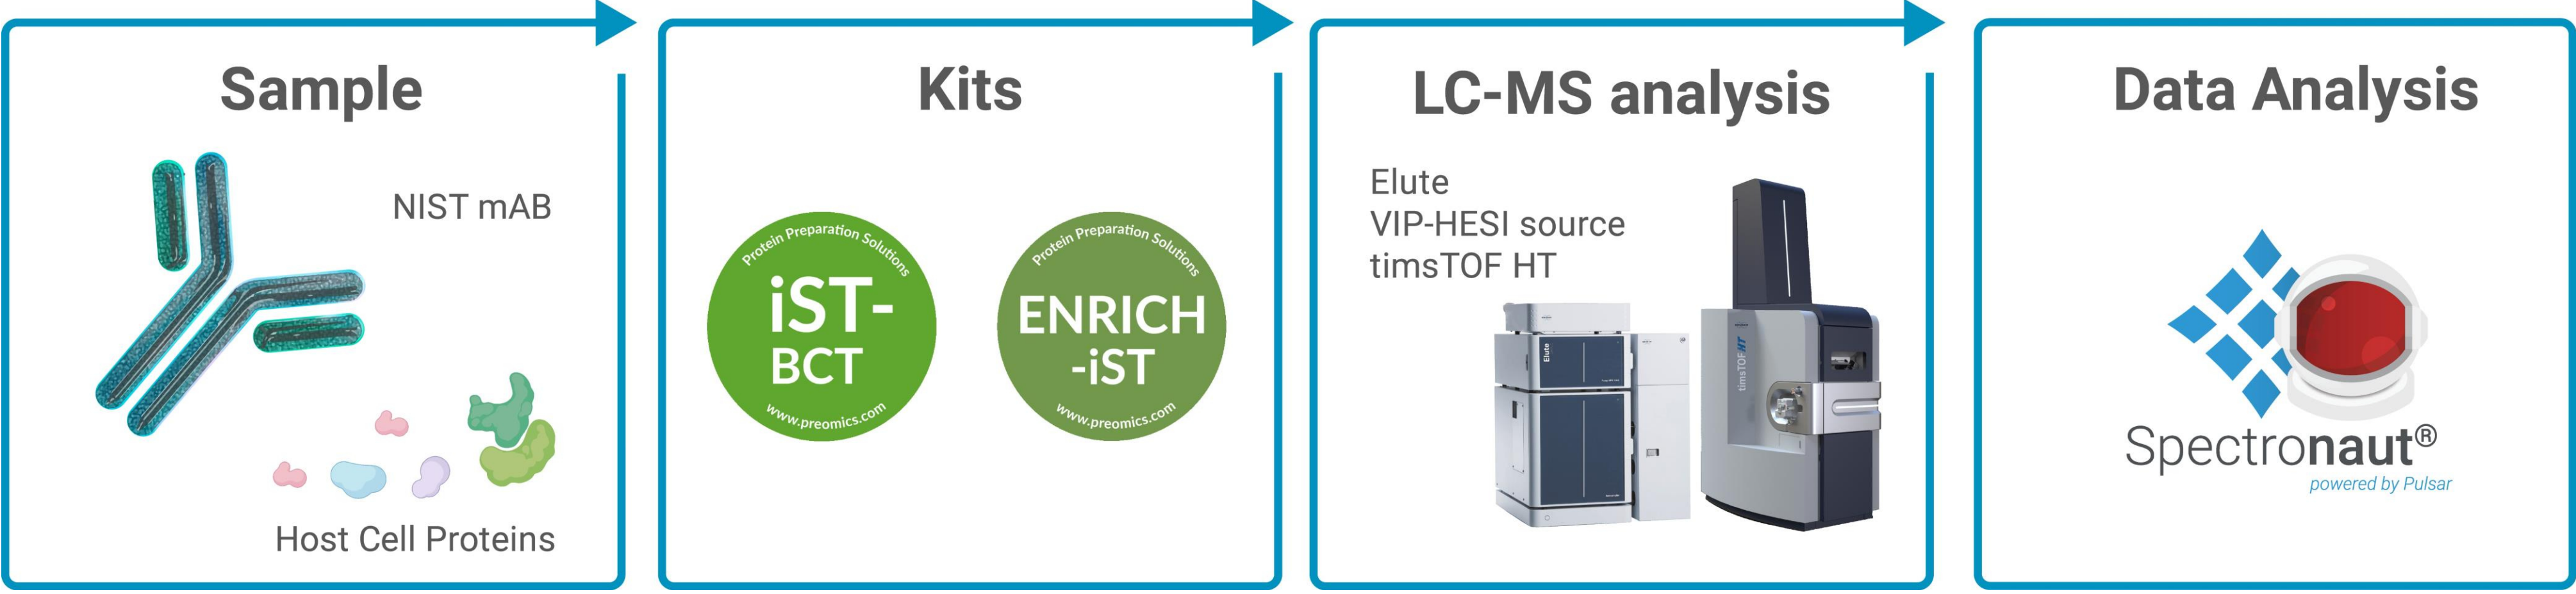 Sample
NIST mAB
Host Cell Proteins
Kits
Protein Preparation Solutions
iST-
BCT
www.preomics.com
Protein Preparation Solutions
ENRICH
-iST
www.preomics.com
LC-MS analysis
Elute
VIP-HESI source
timsTOF HT
Elute
timsTOF HT
Data Analysis
Spectronaut®
powered by Pulsar